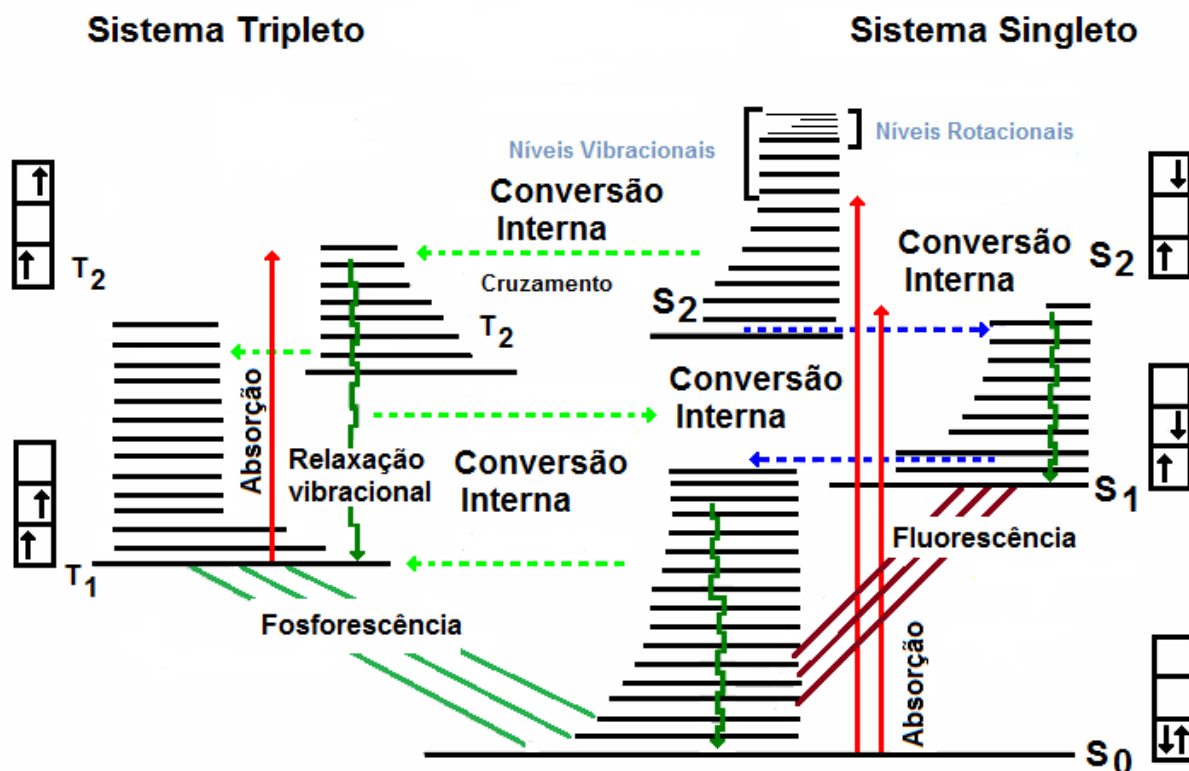 Sistema Tripleto
Sistema Singleto
Níveis Vibracionais
Níveis Rotacionais
Conversão
Interna
Conversão
Interna
S2
T2
Cruzamento
S2
T2
Conversão
Interna
Absorção
Relaxação
vibracional
Conversão
Interna
S1
Fluorescência
T1
Fosforescência
Absorção
S0